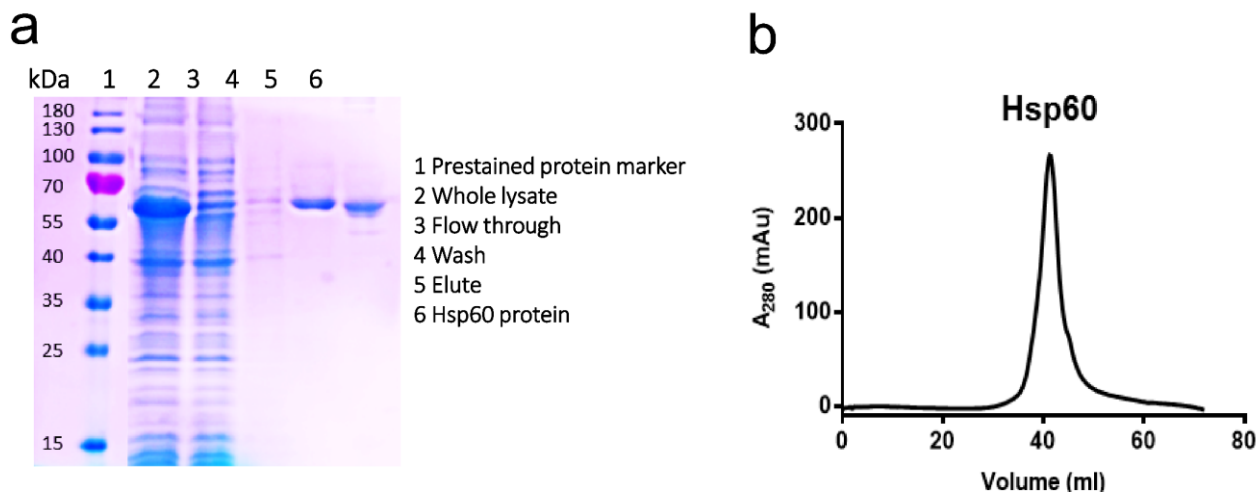 a
kDa 1 2 3 4 5 6
180
130
100
70
55
40
35
25
15
1 Prestained protein marker
2 Whole lysate
3 Flow through
4 Wash
5 Elute
6 Hsp60 protein
b
Hsp60
300
200
100
0
A280 (mAu)
0 20 40 60 80
Volume (ml)